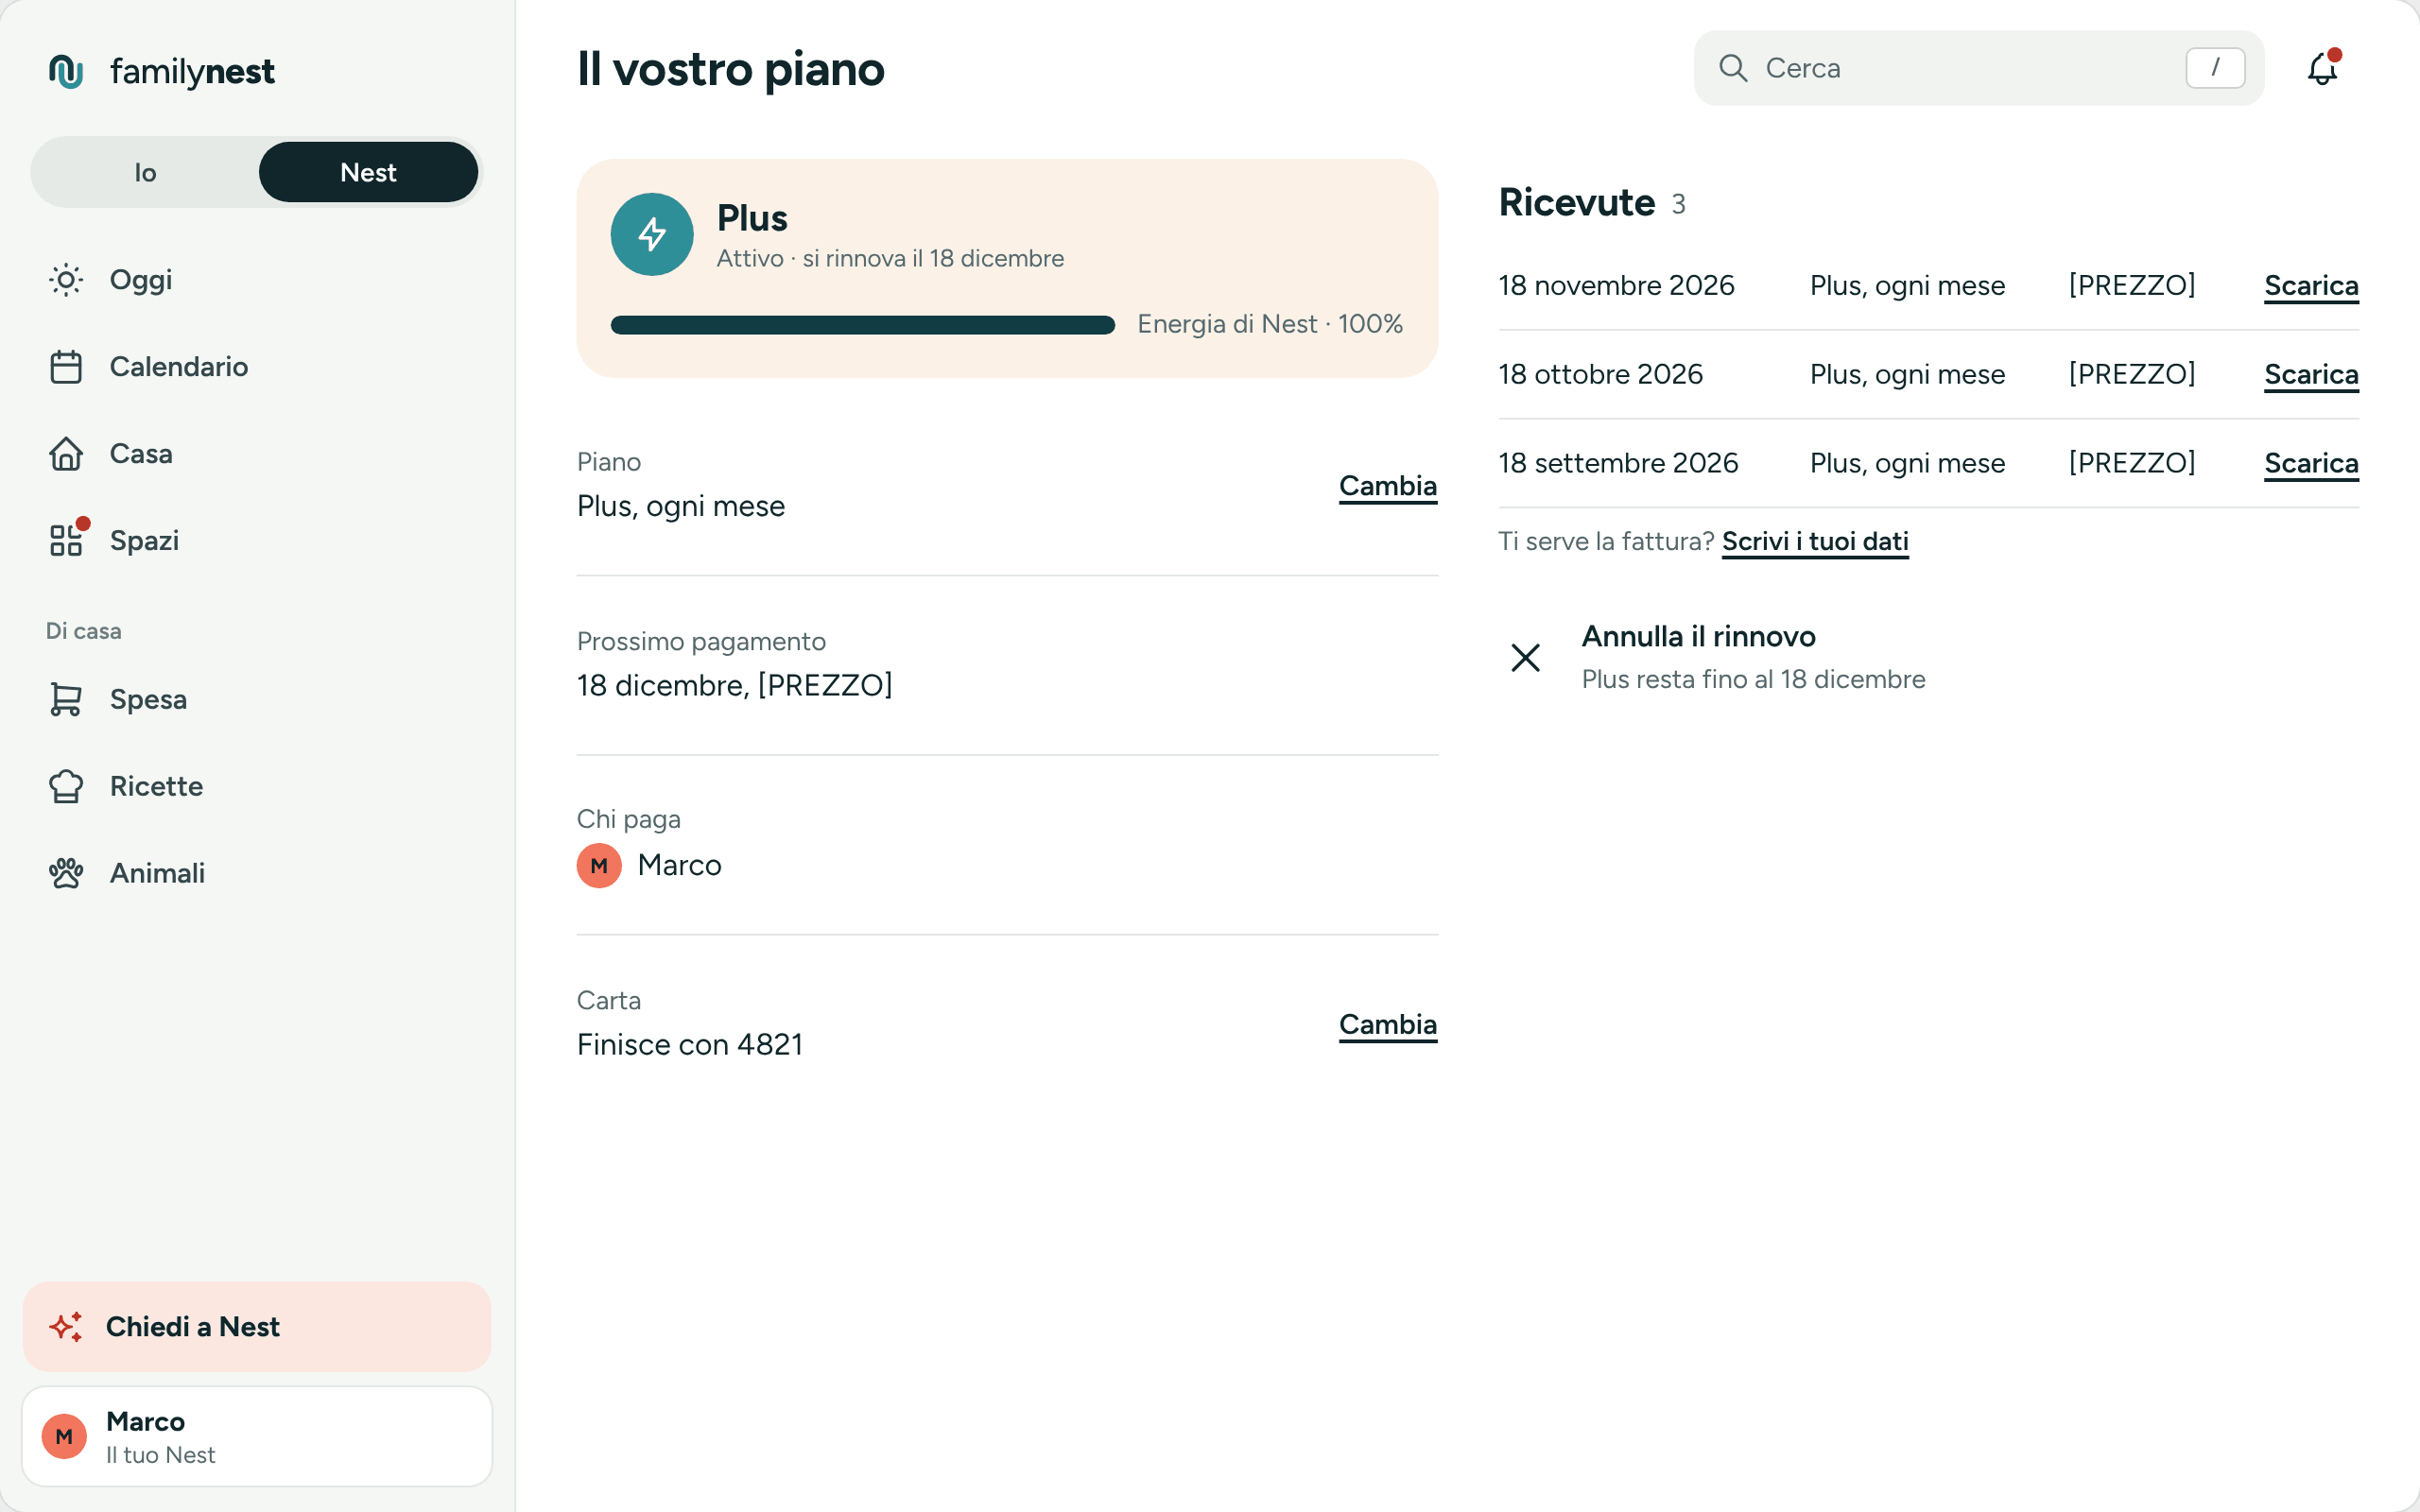 familynest
Io
Nest
Oggi
Calendario
Casa
Spazi
Di casa
Spesa
Ricette
Animali
Chiedi a Nest
M
Marco
Il tuo Nest
Il vostro piano
Cerca
/
Plus
Attivo · si rinnova il 18 dicembre
Energia di Nest · 100%
Piano
Plus, ogni mese
Cambia
Prossimo pagamento
18 dicembre, [PREZZO]
Chi paga
M Marco
Carta
Finisce con 4821
Cambia
Ricevute 3
18 novembre 2026 Plus, ogni mese [PREZZO] Scarica
18 ottobre 2026 Plus, ogni mese [PREZZO] Scarica
18 settembre 2026 Plus, ogni mese [PREZZO] Scarica
Ti serve la fattura? Scrivi i tuoi dati
Annulla il rinnovo
Plus resta fino al 18 dicembre